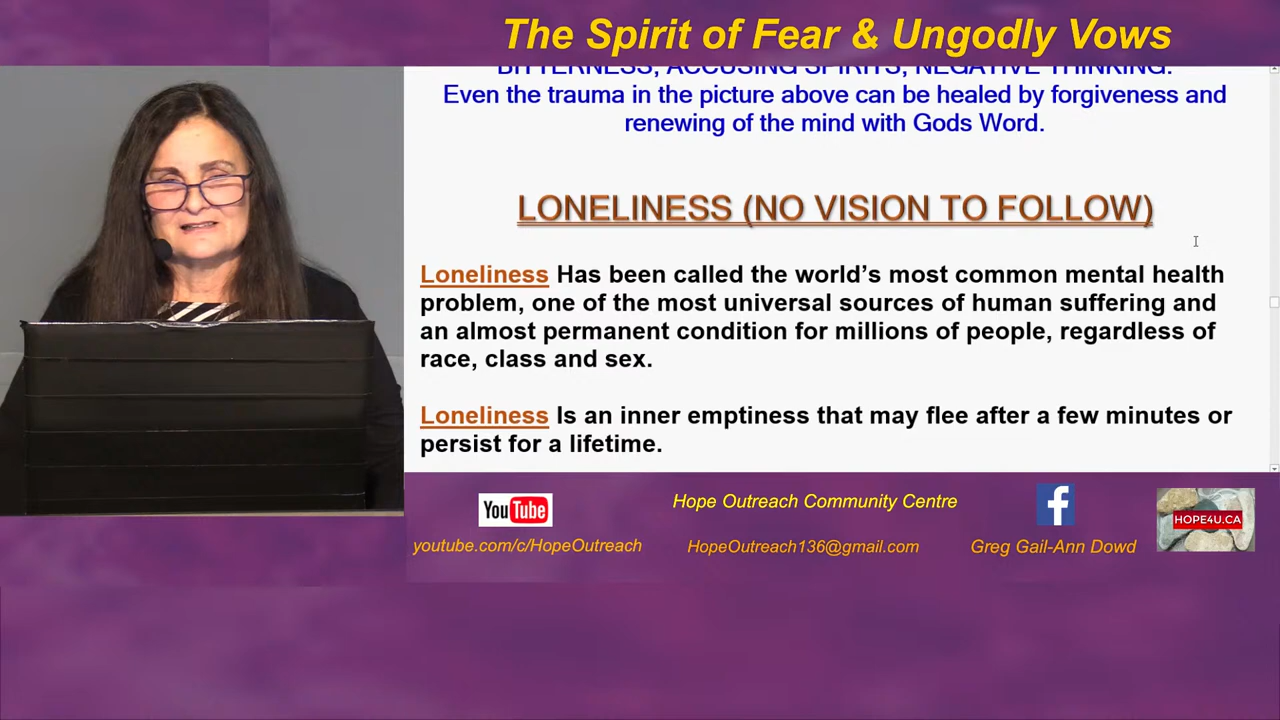 The Spirit of Fear & Ungodly Vows
BITTERNESS, ACCUSING SPIRITS, NEGATIVE THINKING.
Even the trauma in the picture above can be healed by forgiveness and
renewing of the mind with Gods Word.
LONELINESS (NO VISION TO FOLLOW)
Loneliness Has been called the world’s most common mental health
problem, one of the most universal sources of human suffering and
an almost permanent condition for millions of people, regardless of
race, class and sex.
Loneliness Is an inner emptiness that may flee after a few minutes or
persist for a lifetime.
YouTube
youtube.com/c/HopeOutreach
Hope Outreach Community Centre
HopeOutreach136@gmail.com
f
Greg Gail-Ann Dowd
HOPE4U.CA